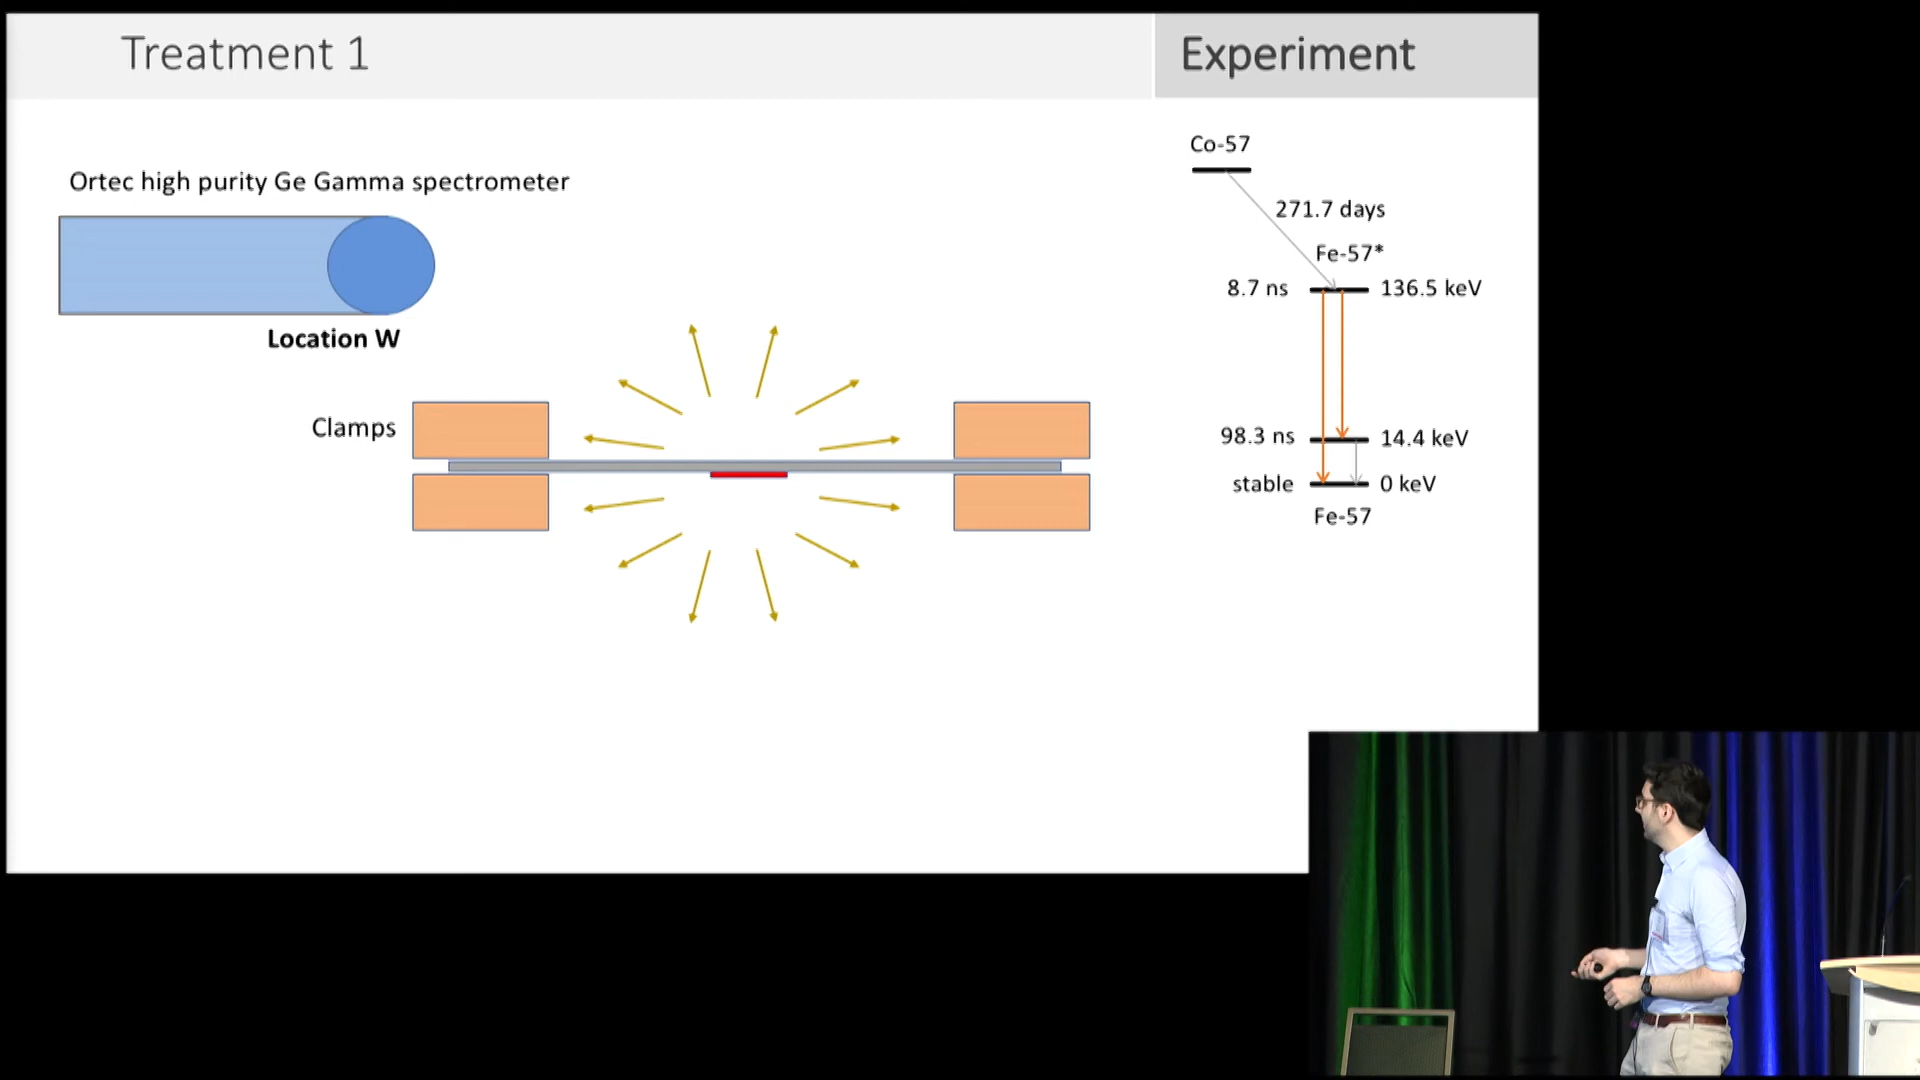 Treatment 1
Experiment
Ortec high purity Ge Gamma spectrometer
Location W
Clamps
Co-57
271.7 days
Fe-57*
8.7 ns
136.5 keV
98.3 ns
14.4 keV
stable
0 keV
Fe-57